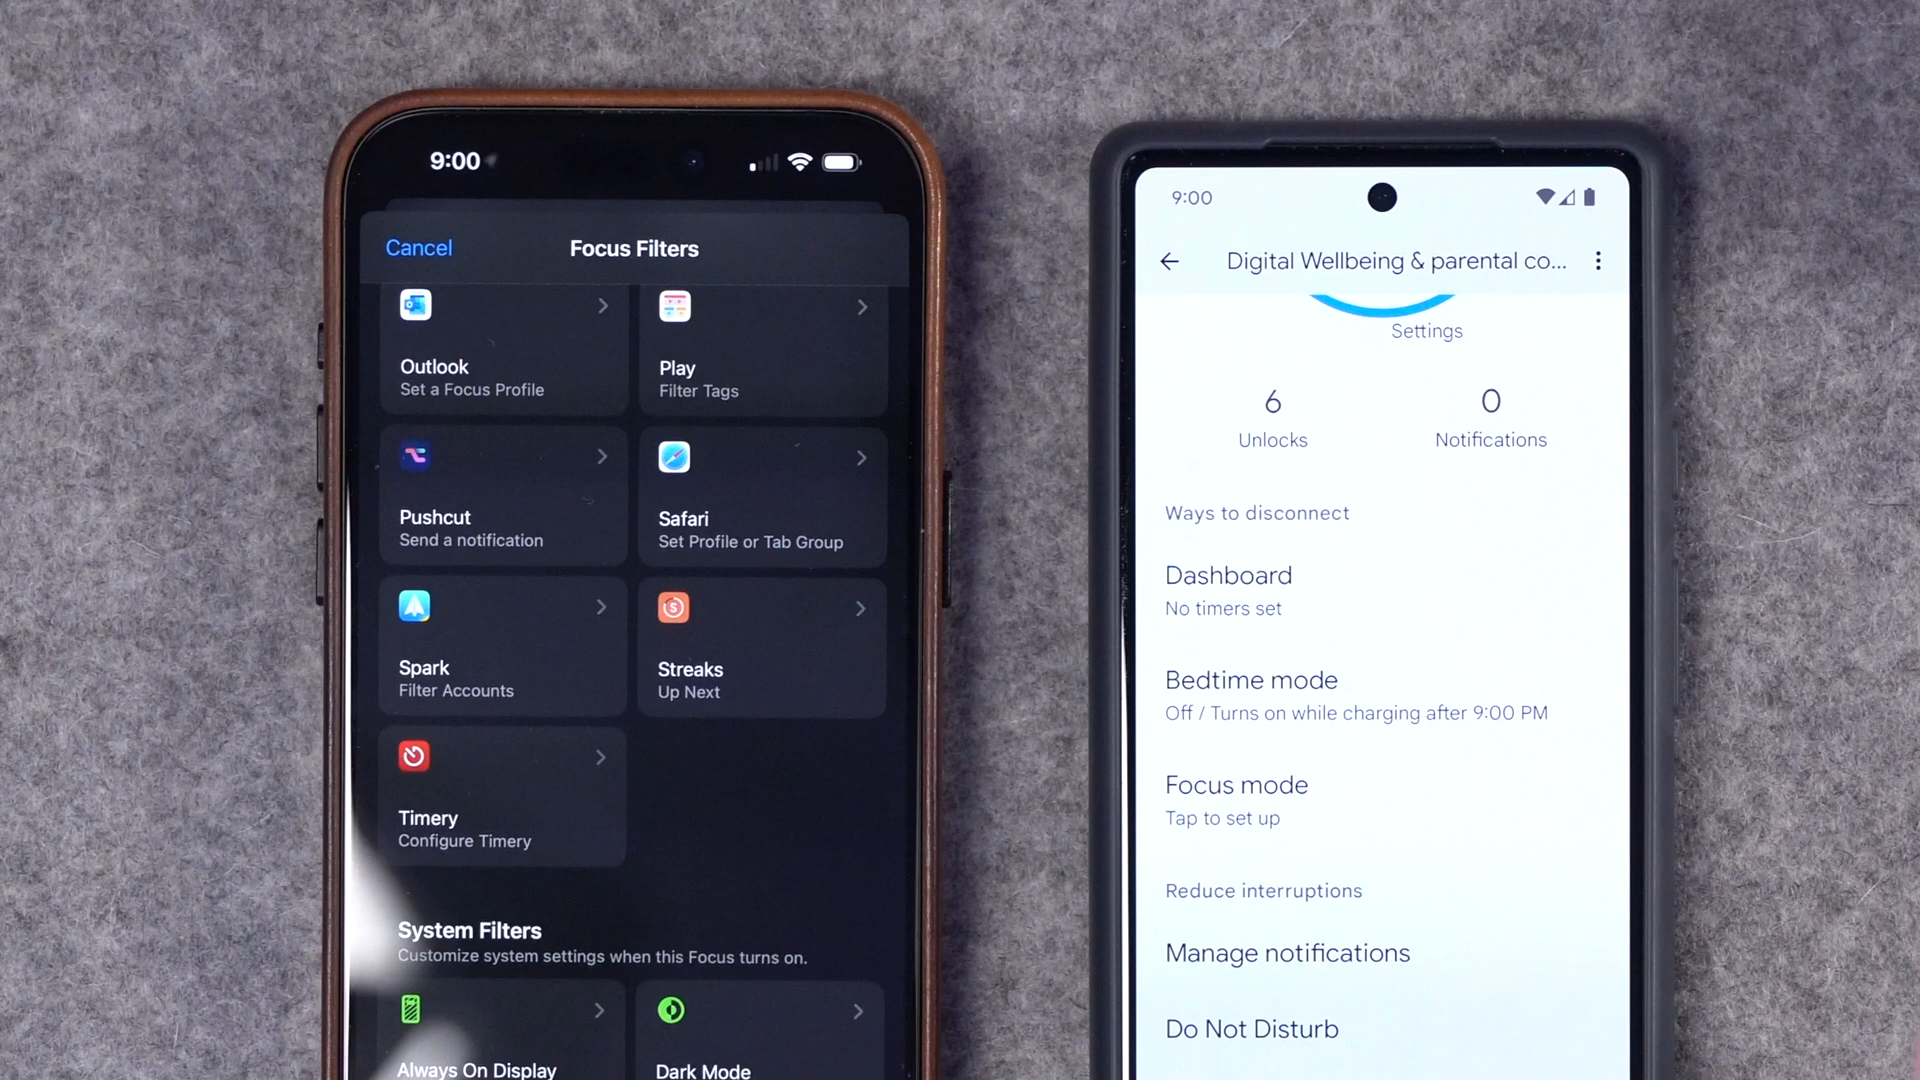 9:00
Cancel
Focus Filters
Outlook
Set a Focus Profile
Play
Filter Tags
Pushcut
Send a notification
Safari
Set Profile or Tab Group
Spark
Filter Accounts
Streaks
Up Next
Timery
Configure Timery
System Filters
Customize system settings when this Focus turns on.
Always On Display
Dark Mode
9:00
Digital Wellbeing & parental co...
Settings
6
Unlocks
0
Notifications
Ways to disconnect
Dashboard
No timers set
Bedtime mode
Off / Turns on while charging after 9:00 PM
Focus mode
Tap to set up
Reduce interruptions
Manage notifications
Do Not Disturb